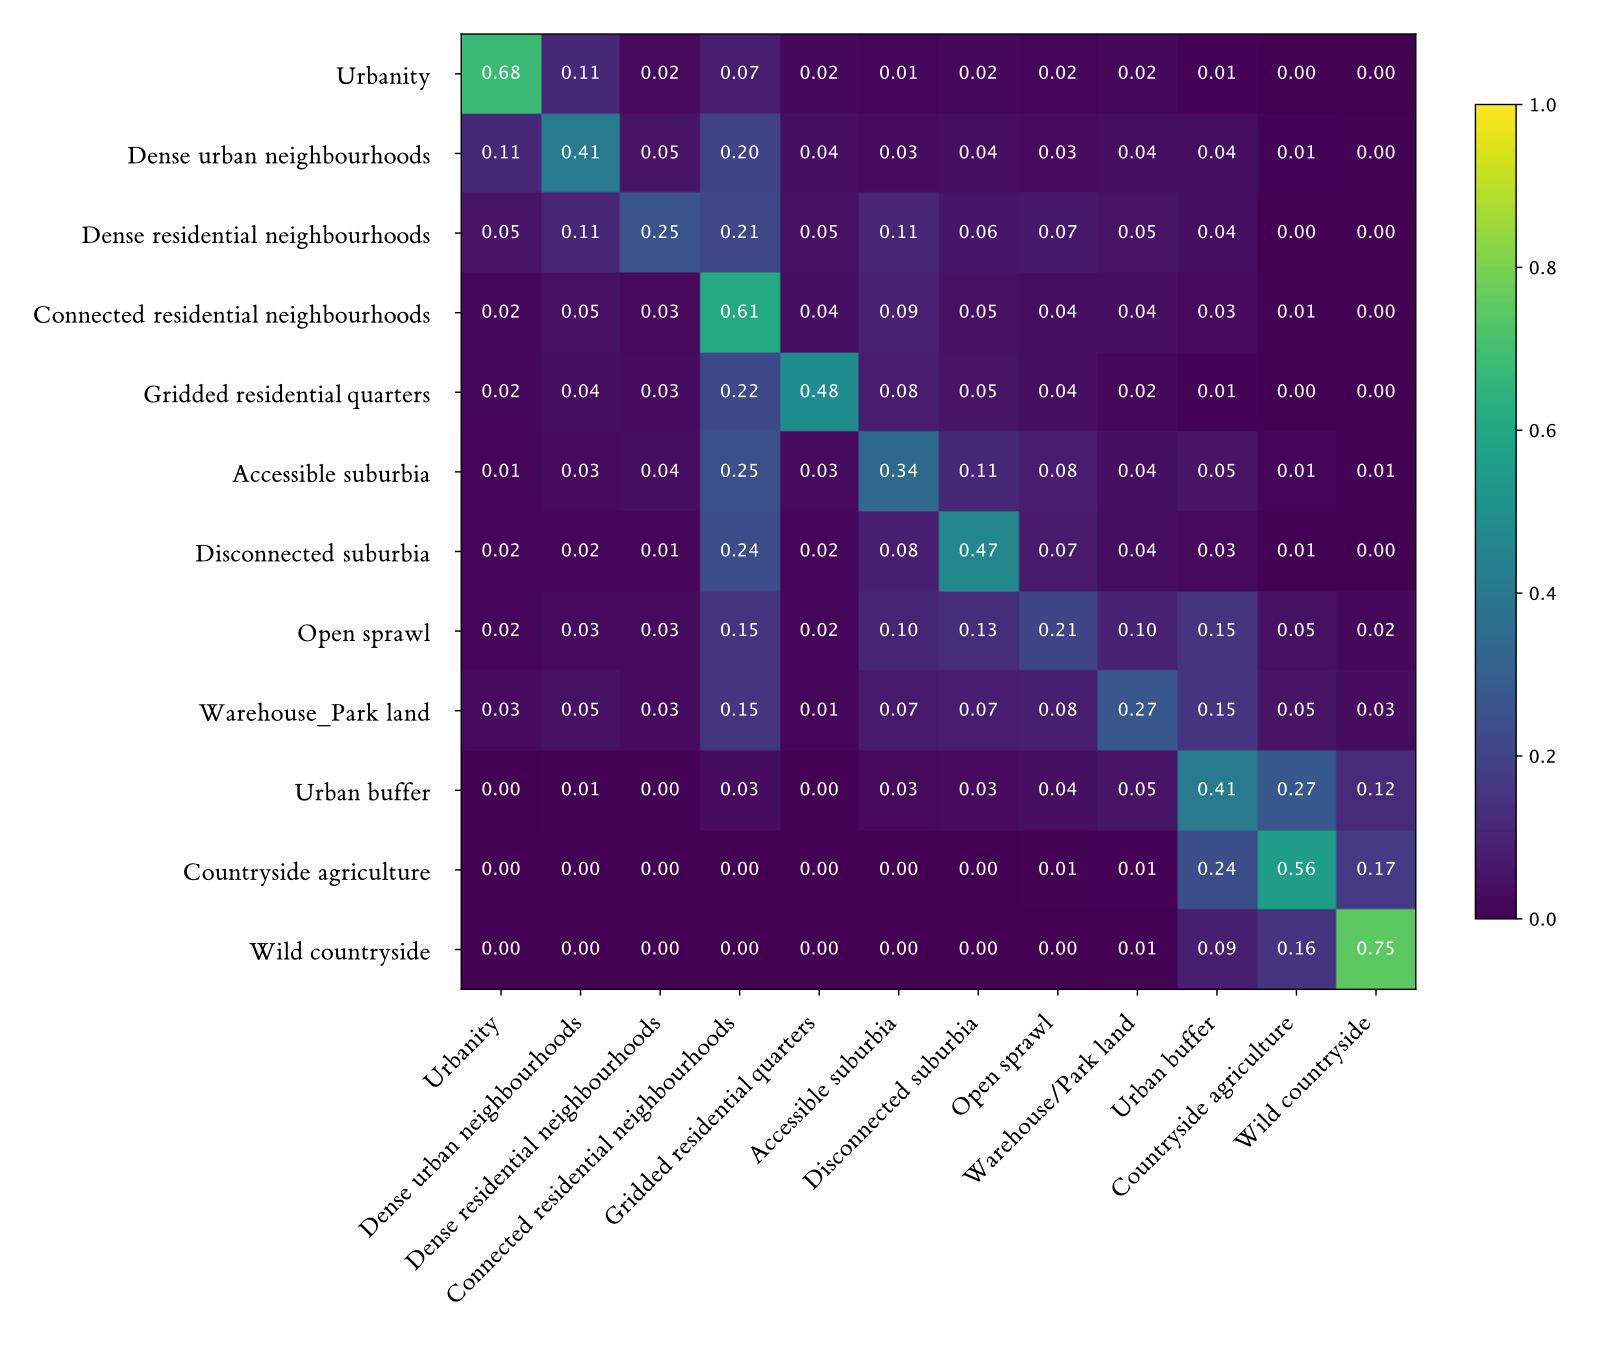 Urbanity 0.68 0.11 0.02 0.07 0.02 0.01 0.02 0.02 0.02 0.01 0.00 0.00
Dense urban neighbourhoods 0.11 0.41 0.05 0.20 0.04 0.03 0.04 0.03 0.04 0.04 0.01 0.00
Dense residential neighbourhoods 0.05 0.11 0.25 0.21 0.05 0.11 0.06 0.07 0.05 0.04 0.00 0.00
Connected residential neighbourhoods 0.02 0.05 0.03 0.61 0.04 0.09 0.05 0.04 0.04 0.03 0.01 0.00
Gridded residential quarters 0.02 0.04 0.03 0.22 0.48 0.08 0.05 0.04 0.02 0.01 0.00 0.00
Accessible suburbia 0.01 0.03 0.04 0.25 0.03 0.34 0.11 0.08 0.04 0.05 0.01 0.01
Disconnected suburbia 0.02 0.02 0.01 0.24 0.02 0.08 0.47 0.07 0.04 0.03 0.01 0.00
Open sprawl 0.02 0.03 0.03 0.15 0.02 0.10 0.13 0.21 0.10 0.15 0.05 0.02
Warehouse_Park land 0.03 0.05 0.03 0.15 0.01 0.07 0.07 0.08 0.27 0.15 0.05 0.03
Urban buffer 0.00 0.01 0.00 0.03 0.00 0.03 0.03 0.04 0.05 0.41 0.27 0.12
Countryside agriculture 0.00 0.00 0.00 0.00 0.00 0.00 0.00 0.01 0.01 0.24 0.56 0.17
Wild countryside 0.00 0.00 0.00 0.00 0.00 0.00 0.00 0.00 0.01 0.09 0.16 0.75
Urbanity
Dense urban neighbourhoods
Dense residential neighbourhoods
Connected residential neighbourhoods
Gridded residential quarters
Accessible suburbia
Disconnected suburbia
Open sprawl
Warehouse/Park land
Urban buffer
Countryside agriculture
Wild countryside
1.0
0.8
0.6
0.4
0.2
0.0